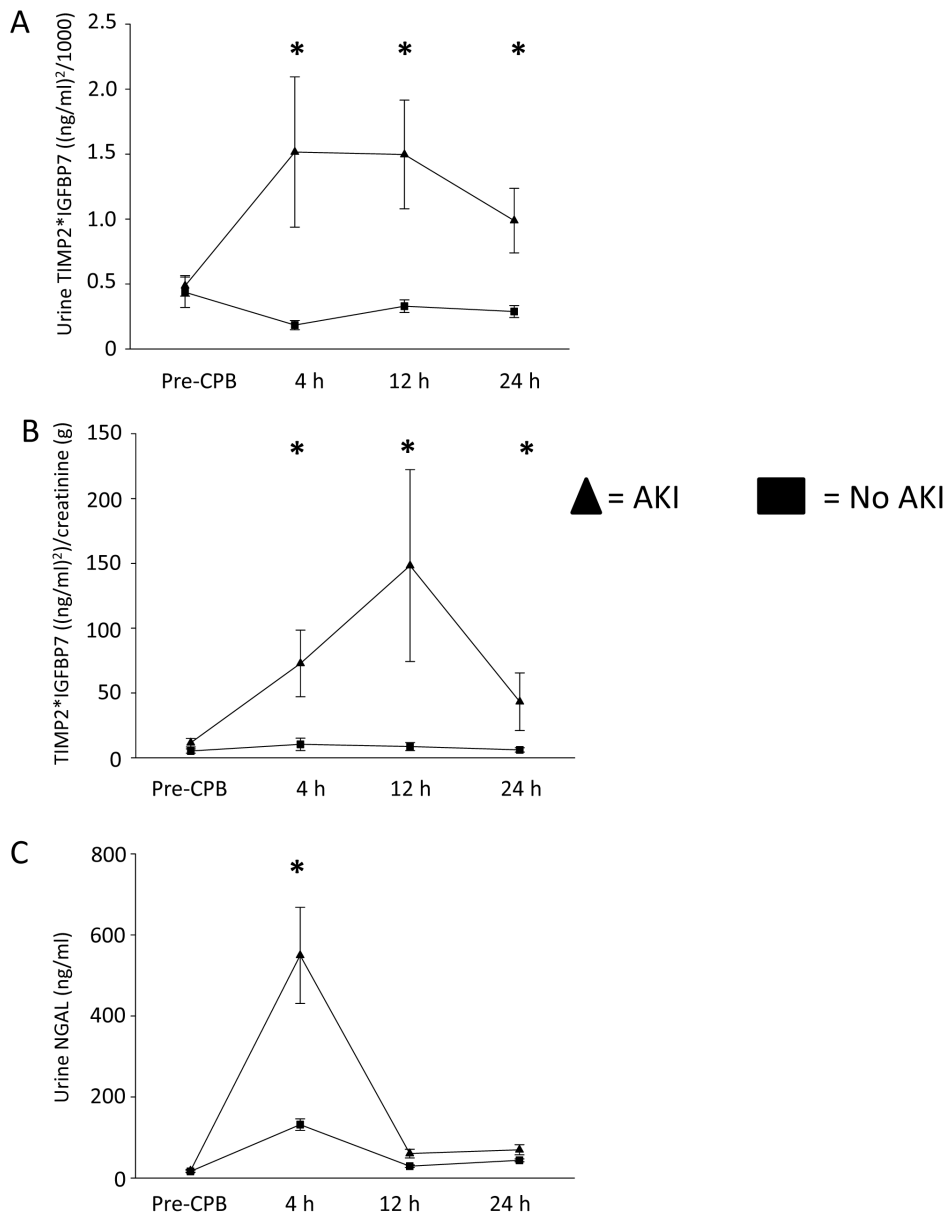 A
Urine TIMP2*IGFBP7 ((ng/ml)²/1000)
2.5
2.0
1.5
1.0
0.5
0
* * *
Pre-CPB 4 h 12 h 24 h
B
TIMP2*IGFBP7 ((ng/ml)²)/creatinine (g)
150
200
150
100
50
0
* * *
Pre-CPB 4 h 12 h 24 h
= AKI = No AKI
C
Urine NGAL (ng/ml)
800
600
400
200
0
*
Pre-CPB 4 h 12 h 24 h